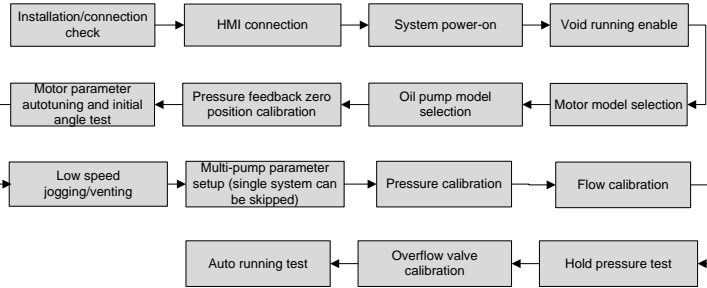 Installation/connection
check
HMI connection
System power-on
Void running enable
Motor model selection
Oil pump model
selection
Pressure feedback zero
position calibration
Motor parameter
autotuning and initial
angle test
Low speed
jogging/venting
Multi-pump parameter
setup (single system can
be skipped)
Pressure calibration
Flow calibration
Hold pressure test
Overflow valve
calibration
Auto running test